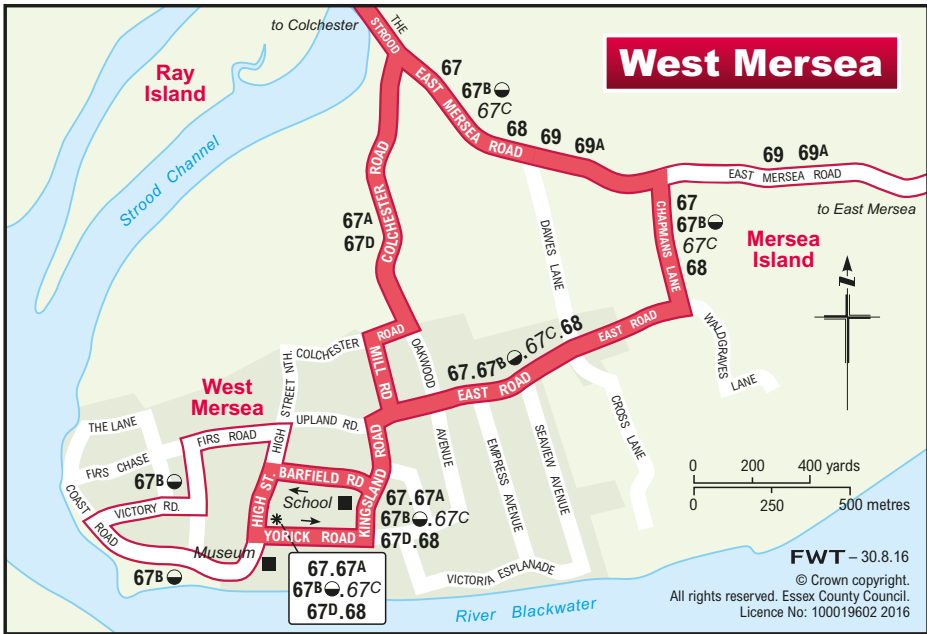 to Colchester
THE
STROOD
West Mersea
Ray
Island
Strood Channel
67
67B
67C
68
69
69A
EAST MERSEA ROAD
69 69A
EAST MERSEA ROAD
to East Mersea
COLCHESTER ROAD
67A
67D
DAWES LANE
CHAPMANS LANE
67
67B
67C
68
Mersea
Island
N
WALDGRAVES
LANE
COLCHESTER ROAD
MILL RD
OAKWOOD
AVENUE
67.67B.67C.68
EAST ROAD
EAST ROAD
CROSS LANE
SEAVIEW AVENUE
EMPRESS AVENUE
West
Mersea
HIGH STREET NTH.
UPLAND RD.
THE LANE
FIRS ROAD
FIRS CHASE
67B
VICTORY RD.
COAST ROAD
HIGH ST.
BARFIELD RD
School
KINGSLAND ROAD
YORICK ROAD
Museum
67.67A
67B.67C
67D.68
67B
67.67A
67B.67C
67D.68
VICTORIA ESPLANADE
River Blackwater
0 200 400 yards
0 250 500 metres
FWT – 30.8.16
© Crown copyright.
All rights reserved. Essex County Council.
Licence No: 100019602 2016